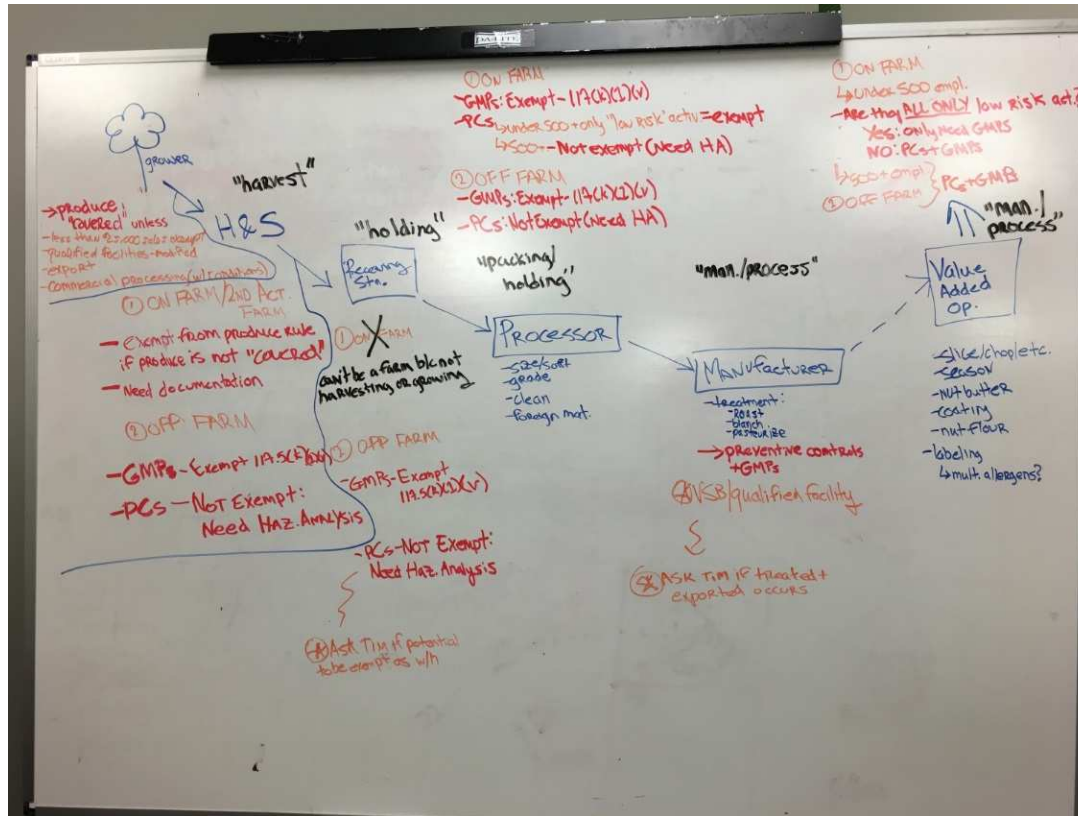 DA-LITE
grower
→ produce
"covered" unless
- less than $25,000 sales exempt
- qualified facilities - modified
- export
- commercial processing (w/ conditions)
"harvest"
H&S
① ON FARM/2ND ACT.
FARM
- Exempt from produce rule
if produce is not "covered"
- Need documentation
② OFF FARM
- GMPs - Exempt 117.5(k)(1)(v)
- PCs - NOT EXEMPT:
Need Haz. Analysis
"holding"
Receiving
Stn.
① ON FARM
X
can't be a farm b/c not
harvesting or growing
② OFF FARM
- GMPs - Exempt
117.5(k)(1)(v)
- PCs - NOT Exempt:
Need Haz. Analysis
Ask Tim if potential
to be exempt as w/h
① ON FARM
- GMPs: Exempt - 117(k)(1)(v)
- PCs ↳ under 500 + only "low risk" activ = exempt
↳ 500+ - Not exempt (Need HA)
② OFF FARM
- GMPs: Exempt - 117(k)(1)(v)
- PCs: Not Exempt (Need HA)
"packing/
holding"
PROCESSOR
- size/sort
- grade
- clean
- foreign mat.
"man./process"
MANUFACTURER
- treatment:
- roast
- blanch
- pasteurize
→ preventive controls
+ GMPs
VSB/qualified facility
ASK TIM if treated +
exported occurs
① ON FARM
↳ under 500 empl.
- Are they ALL ONLY low risk act.?
Yes: only need GMPs
NO: PCs + GMPs
↳ 500+ empl
② OFF FARM
} PCs + GMPs
"man./
process"
Value
Added
Op.
- slice/chop/etc.
- season
- nut butter
- coating
- nut flour
- labeling
↳ mult. allergens?